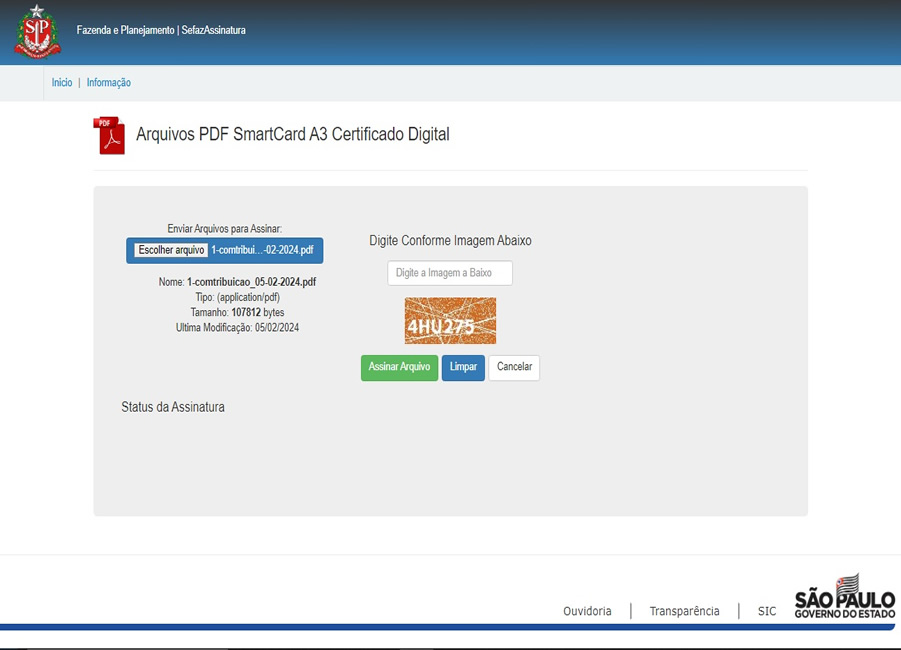 Fazenda e Planejamento | SefazAssinatura
Inicio | Informação
PDF
Arquivos PDF SmartCard A3 Certificado Digital
Enviar Arquivos para Assinar:
Escolher arquivo 1-comtribui...-02-2024.pdf
Nome: 1-comtribuicao_05-02-2024.pdf
Tipo: (application/pdf)
Tamanho: 107812 bytes
Ultima Modificação: 05/02/2024
Digite Conforme Imagem Abaixo
Digite a Imagem a Baixo
4HU275
Assinar Arquivo Limpar Cancelar
Status da Assinatura
Ouvidoria | Transparência | SIC
SÃO PAULO
GOVERNO DO ESTADO